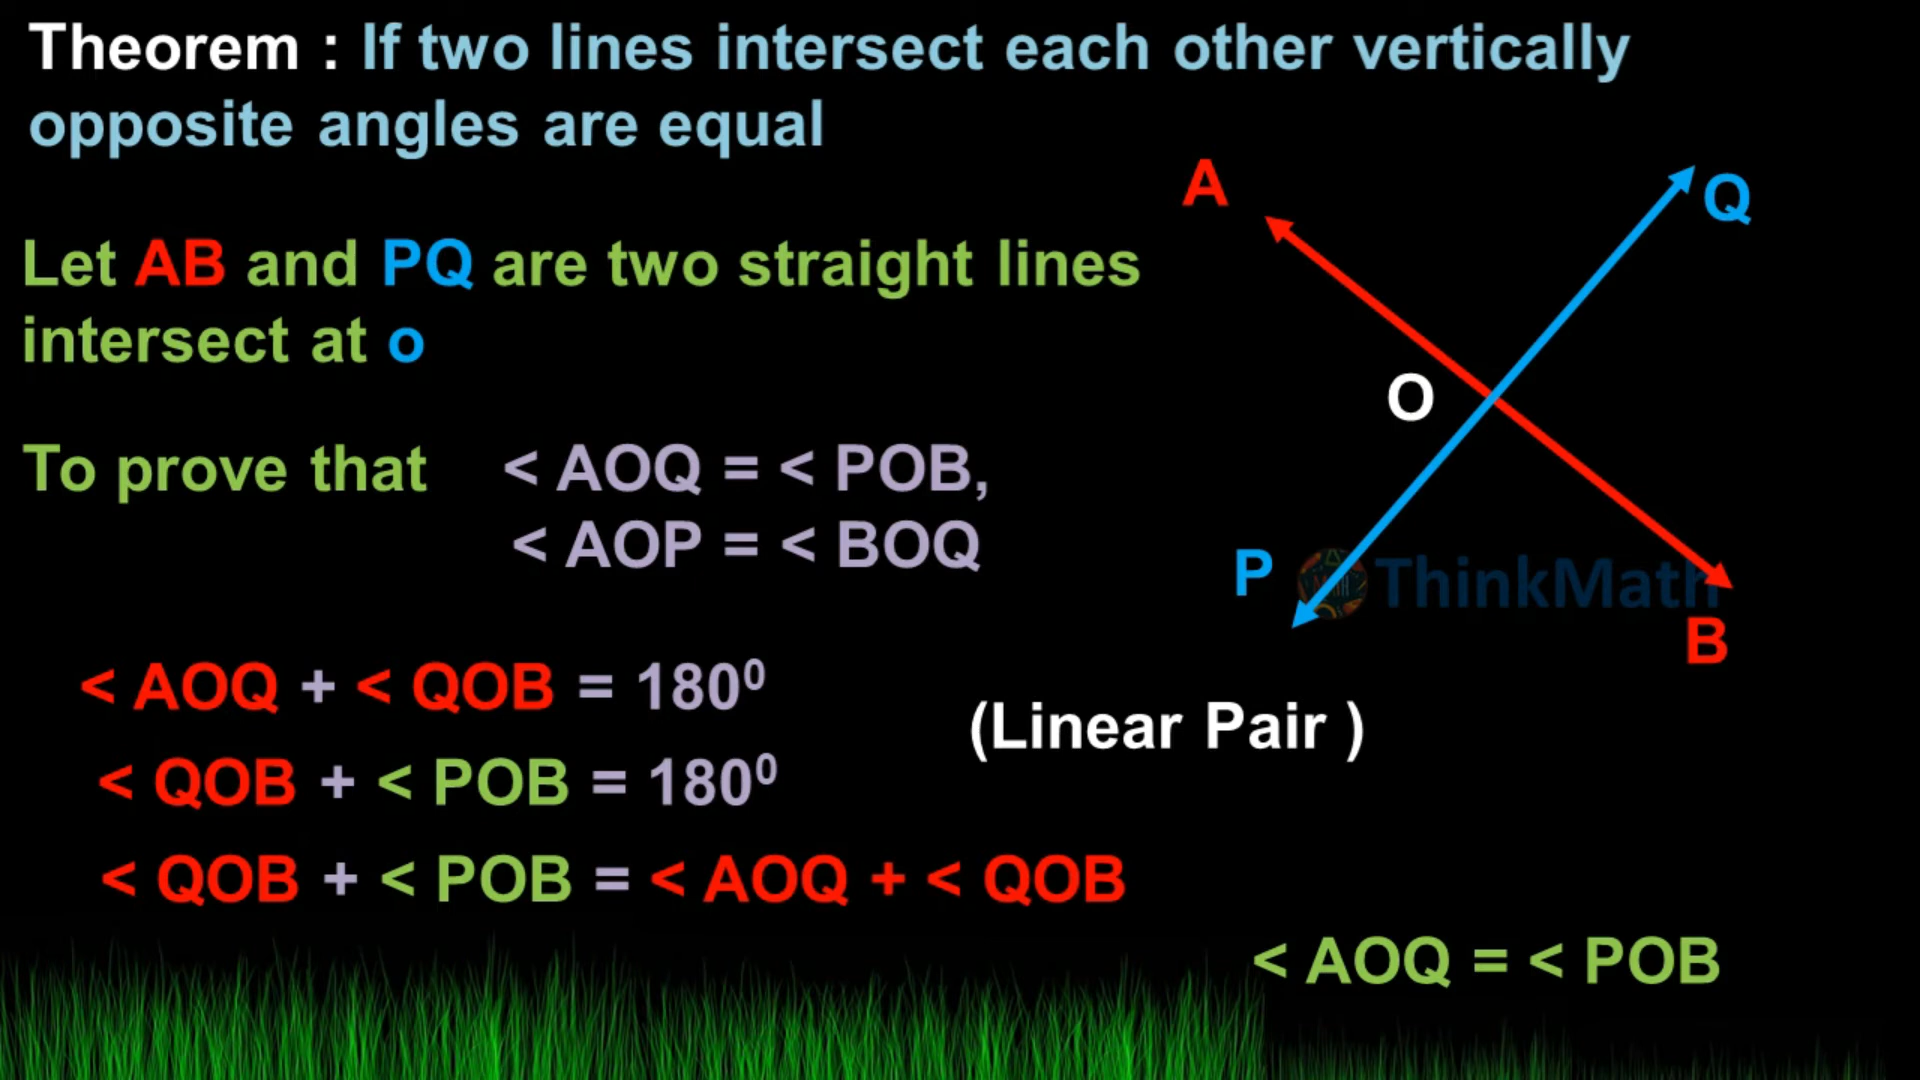 Theorem : If two lines intersect each other vertically
opposite angles are equal
A
Q
Let AB and PQ are two straight lines
intersect at o
O
To prove that < AOQ = < POB,
< AOP = < BOQ
P
MATH
ThinkMath
B
< AOQ + < QOB = 180⁰
(Linear Pair )
< QOB + < POB = 180⁰
< QOB + < POB = < AOQ + < QOB
< AOQ = < POB